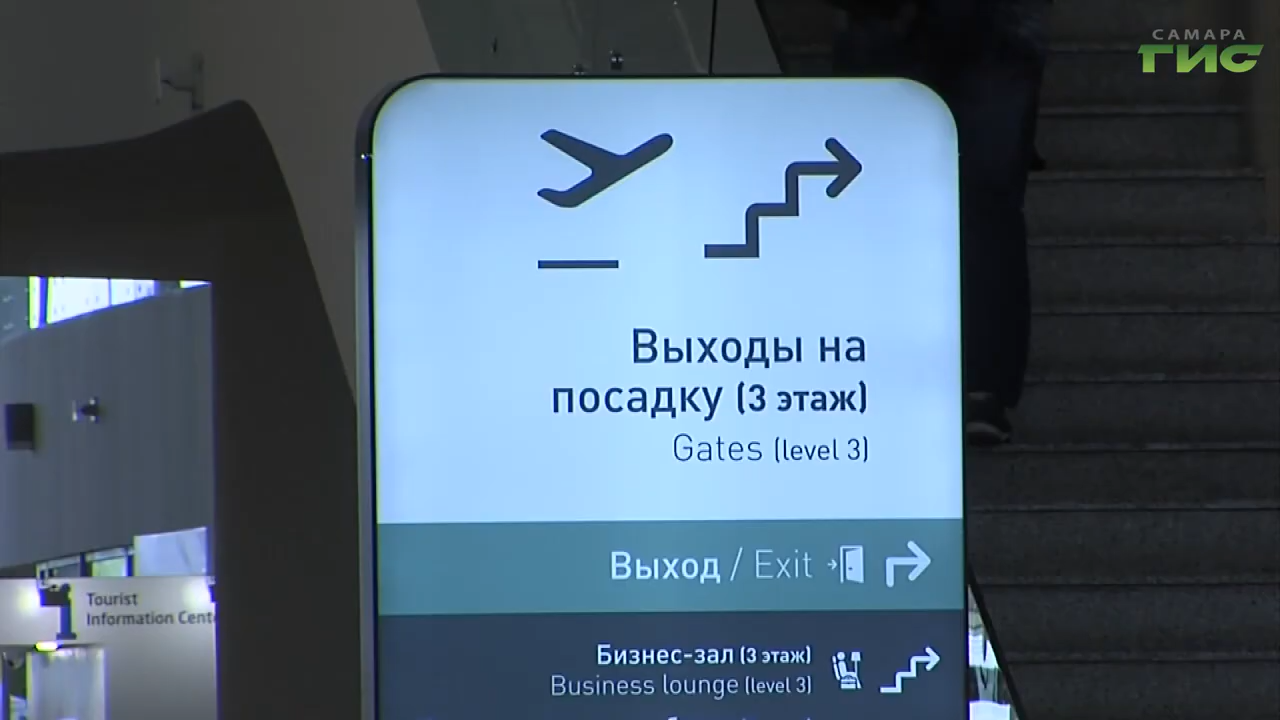 САМАРА
ГИС
Выходы на
посадку (3 этаж)
Gates (level 3)
Выход / Exit
Tourist
Information Cent
Бизнес-зал (3 этаж)
Business lounge (level 3)